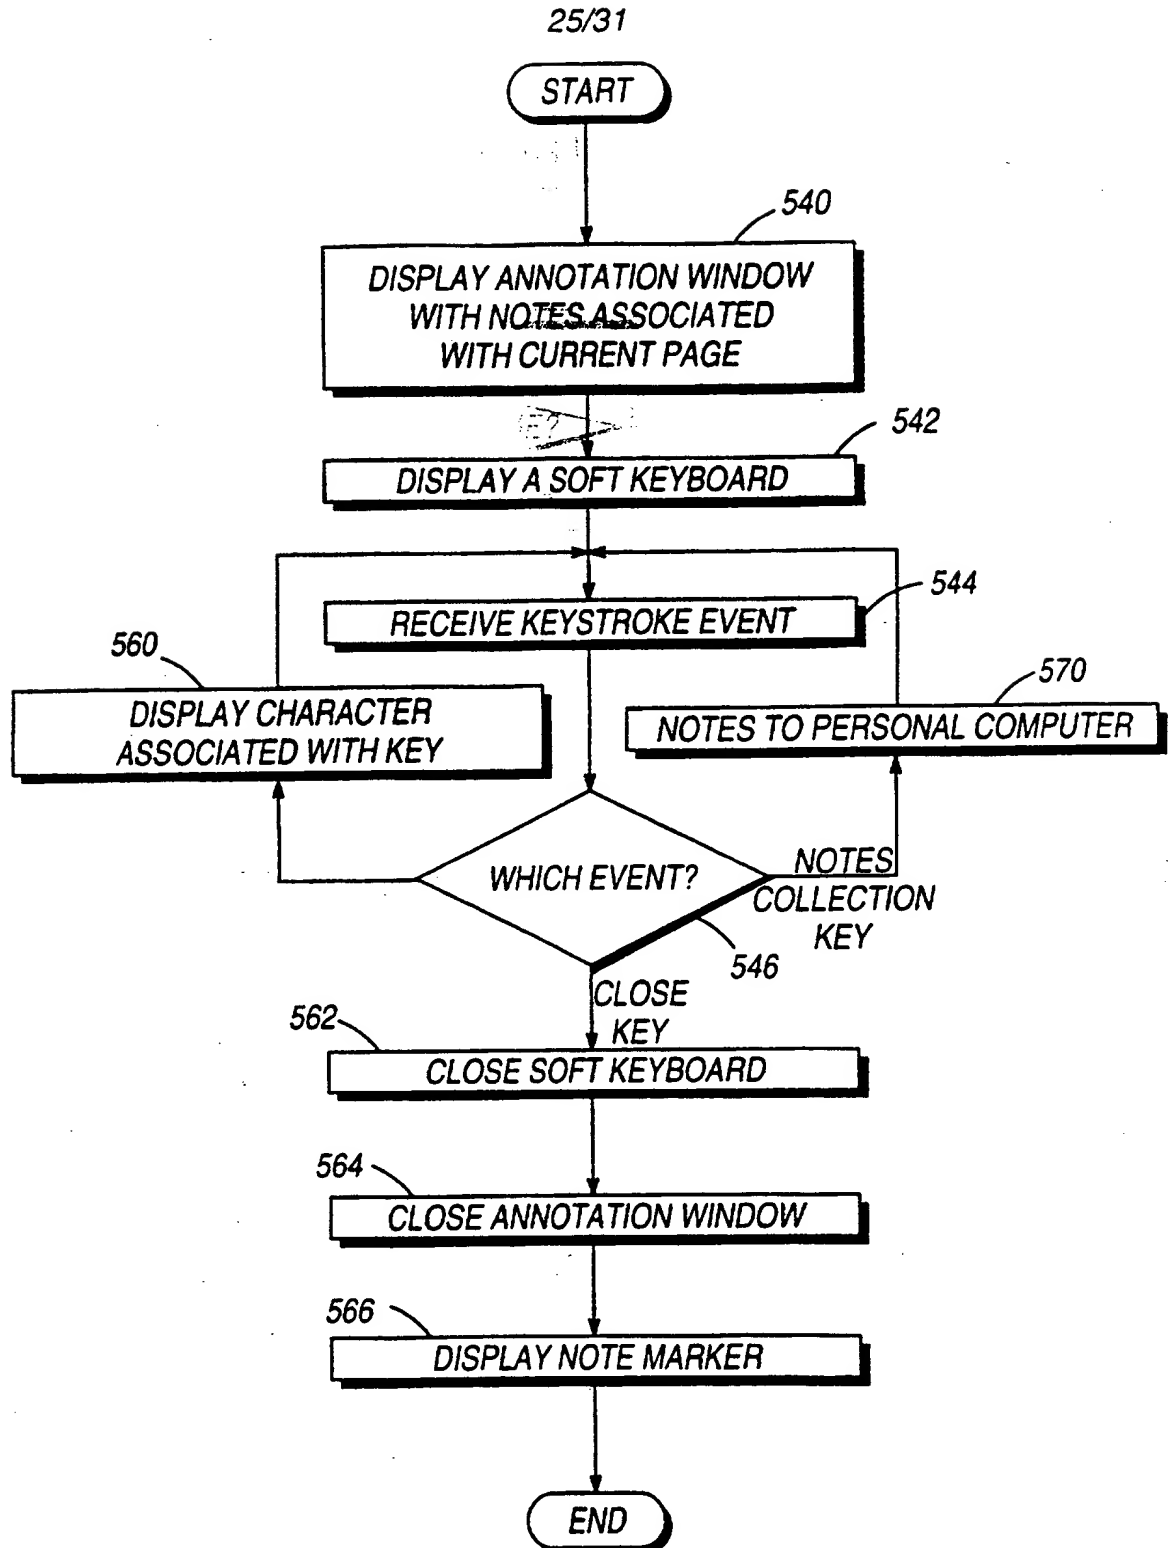 25/31
START
540
DISPLAY ANNOTATION WINDOW
WITH NOTES ASSOCIATED
WITH CURRENT PAGE
542
DISPLAY A SOFT KEYBOARD
544
RECEIVE KEYSTROKE EVENT
560
DISPLAY CHARACTER
ASSOCIATED WITH KEY
570
NOTES TO PERSONAL COMPUTER
WHICH EVENT?
NOTES
COLLECTION
KEY
546
CLOSE
KEY
562
CLOSE SOFT KEYBOARD
564
CLOSE ANNOTATION WINDOW
566
DISPLAY NOTE MARKER
END